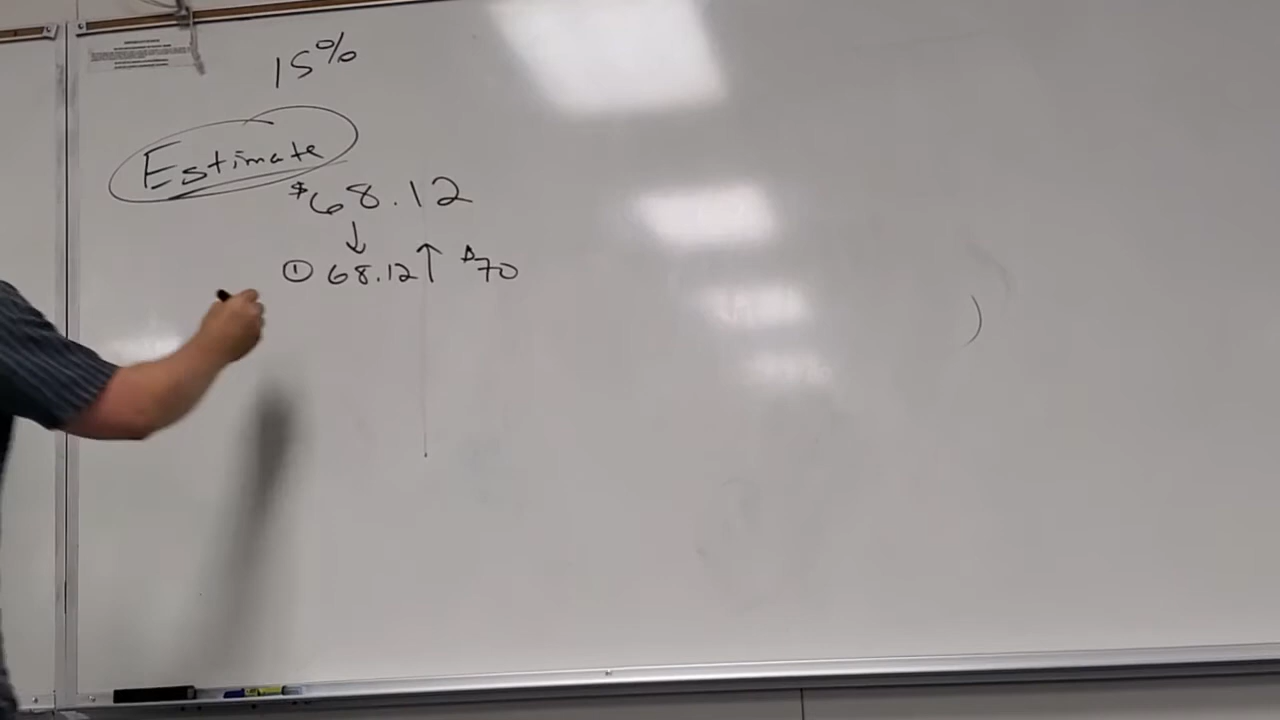 15%
Estimate
$68.12
↓
① 68.12↑ $70
)